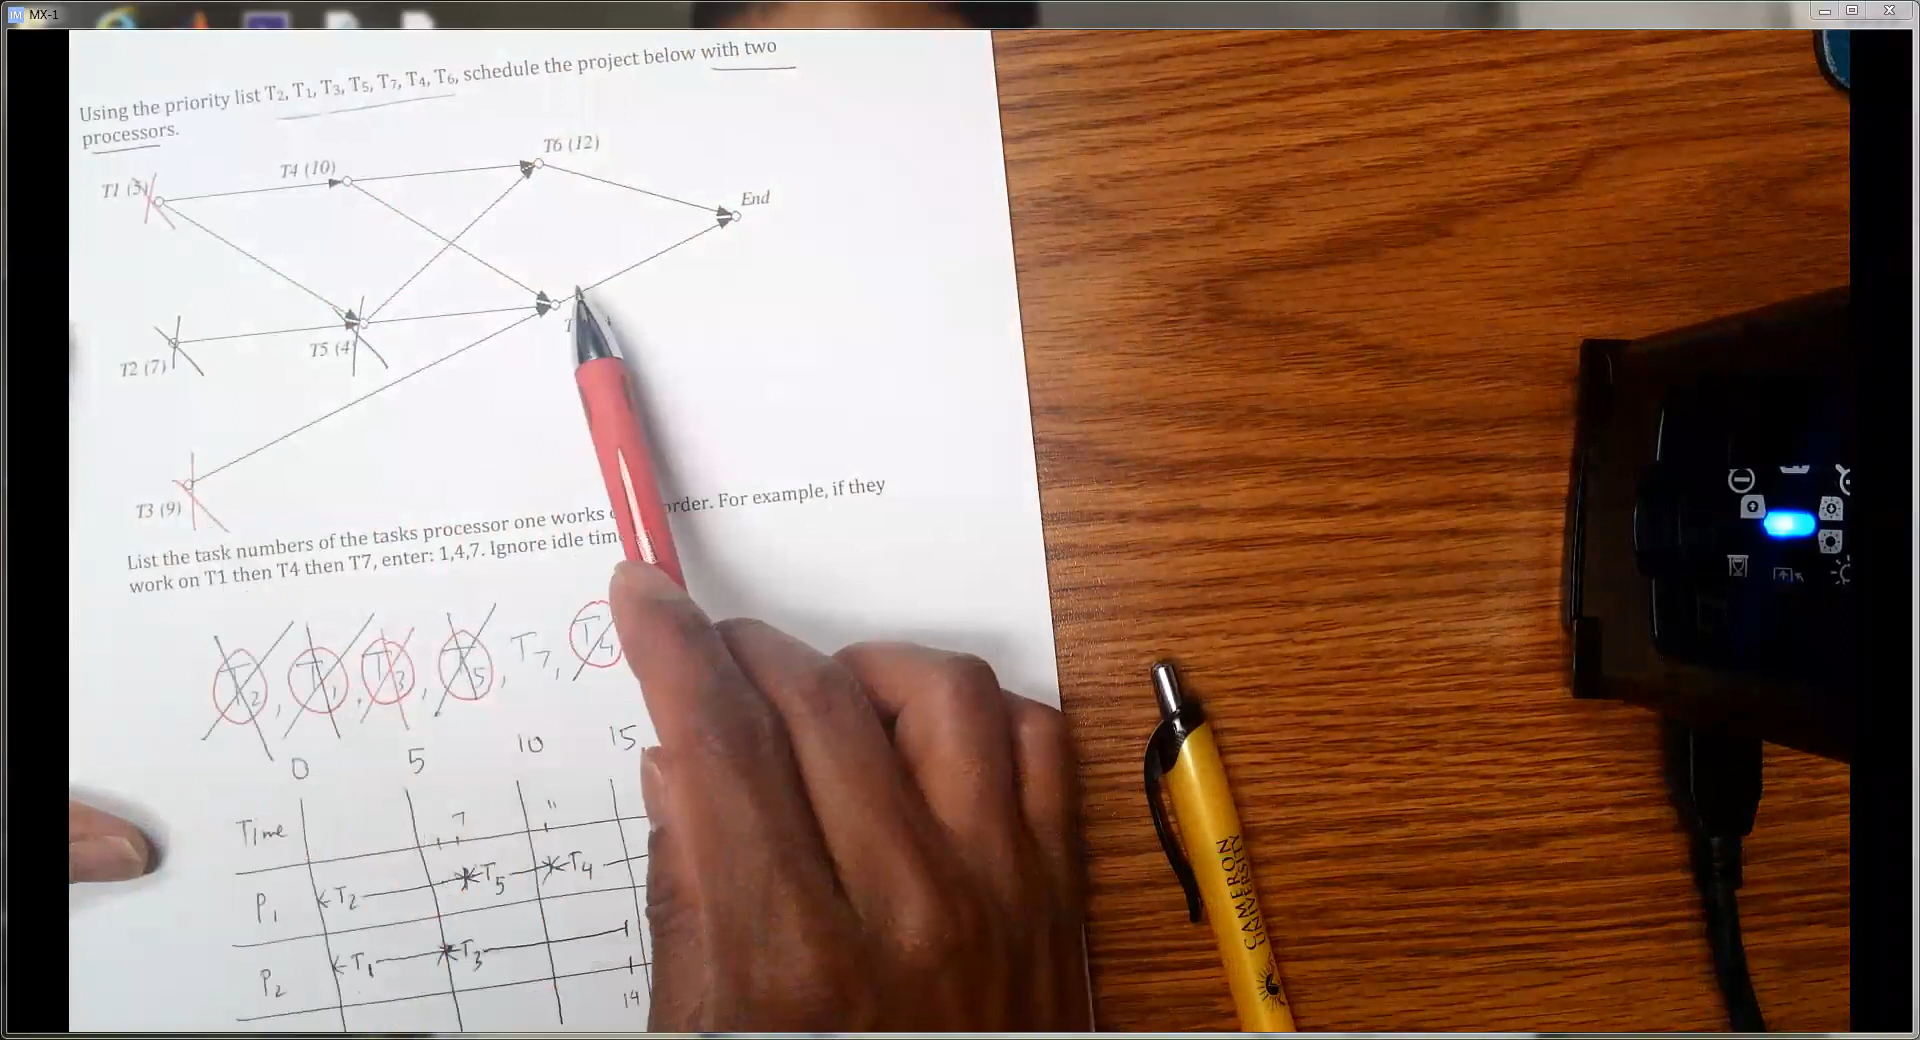 MX-1
Using the priority list T2, T1, T3, T5, T7, T4, T6, schedule the project below with two
processors.
T6 (12)
T4 (10)
T1 (5)
End
T5 (4)
T2 (7)
T3 (9)
List the task numbers of the tasks processor one works order. For example, if they
work on T1 then T4 then T7, enter: 1,4,7. Ignore idle
T2, T1, T3, T5, T7, T4
0 5 10 15
Time 7 11
P1 T2 T5 T4
P2 T1 T3
14
CAMERON
UNIVERSITY